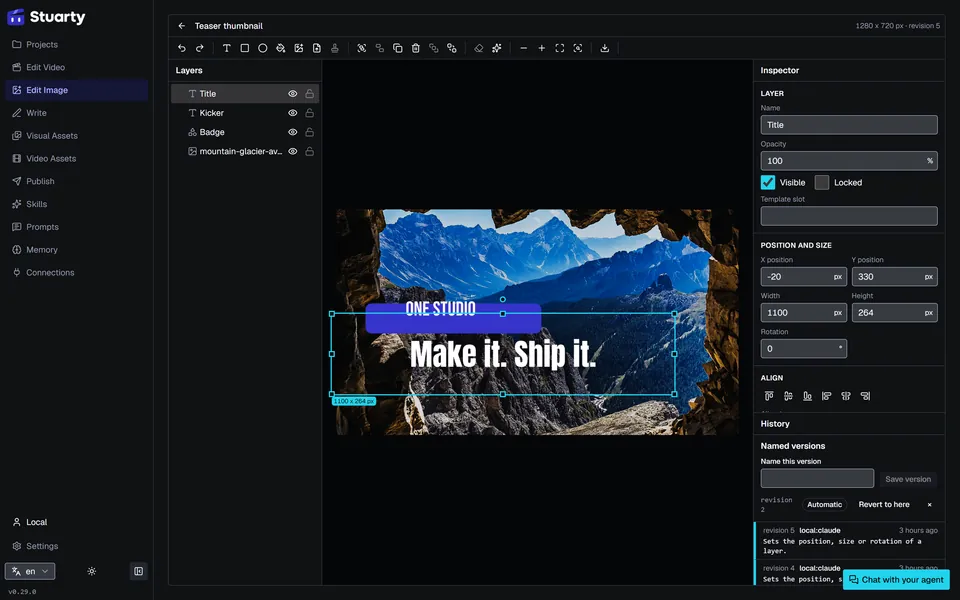 Stuarty
Projects
Edit Video
Edit Image
Write
Visual Assets
Video Assets
Publish
Skills
Prompts
Memory
Connections
Local
Settings
en
v0.29.0
Teaser thumbnail
1280 x 720 px · revision 5
Layers
Title
Kicker
Badge
mountain-glacier-av...
ONE STUDIO
Make it. Ship it.
1100 x 264 px
Inspector
LAYER
Name
Title
Opacity
100 %
Visible Locked
Template slot
POSITION AND SIZE
X position Y position
-20 px 330 px
Width Height
1100 px 264 px
Rotation
0 °
ALIGN
History
Named versions
Name this version
Save version
revision 2 Automatic Revert to here ×
revision 5 local:claude 3 hours ago
Sets the position, size or rotation of a
layer.
revision 4 local:claude 3 hours ago
Sets the position, s
Chat with your agent